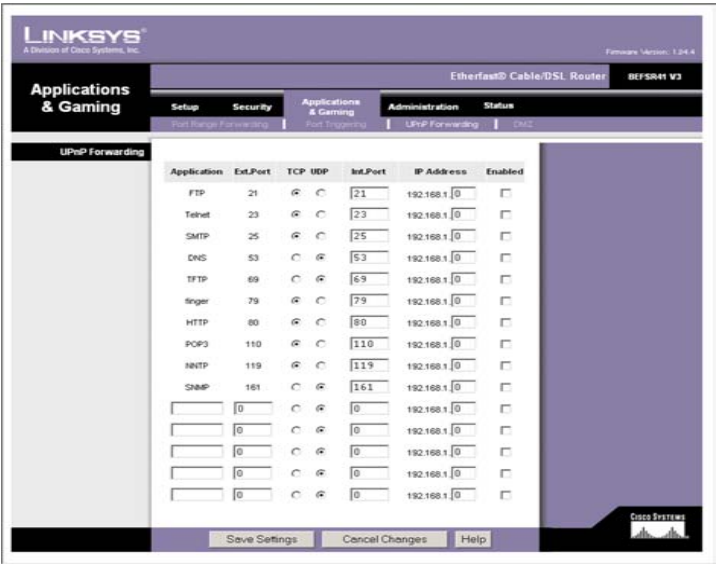 LINKSYS®
A Division of Cisco Systems, Inc.
Firmware Version: 1.04.4
Etherfast® Cable/DSL Router BEFSR41 V3
Applications & Gaming
Setup Security Applications & Gaming Administration Status
Port Range Forwarding Port Triggering UPnP Forwarding DMZ
UPnP Forwarding
Application Ext.Port TCP UDP Int.Port IP Address Enabled
FTP 21 21 192.168.1. 0
Telnet 23 23 192.168.1. 0
SMTP 25 25 192.168.1. 0
DNS 53 53 192.168.1. 0
TFTP 69 69 192.168.1. 0
finger 79 79 192.168.1. 0
HTTP 80 80 192.168.1. 0
POP3 110 110 192.168.1. 0
NNTP 119 119 192.168.1. 0
SNMP 161 161 192.168.1. 0
0 0 192.168.1. 0
0 0 192.168.1. 0
0 0 192.168.1. 0
0 0 192.168.1. 0
0 0 192.168.1. 0
Save Settings Cancel Changes Help
CISCO SYSTEMS